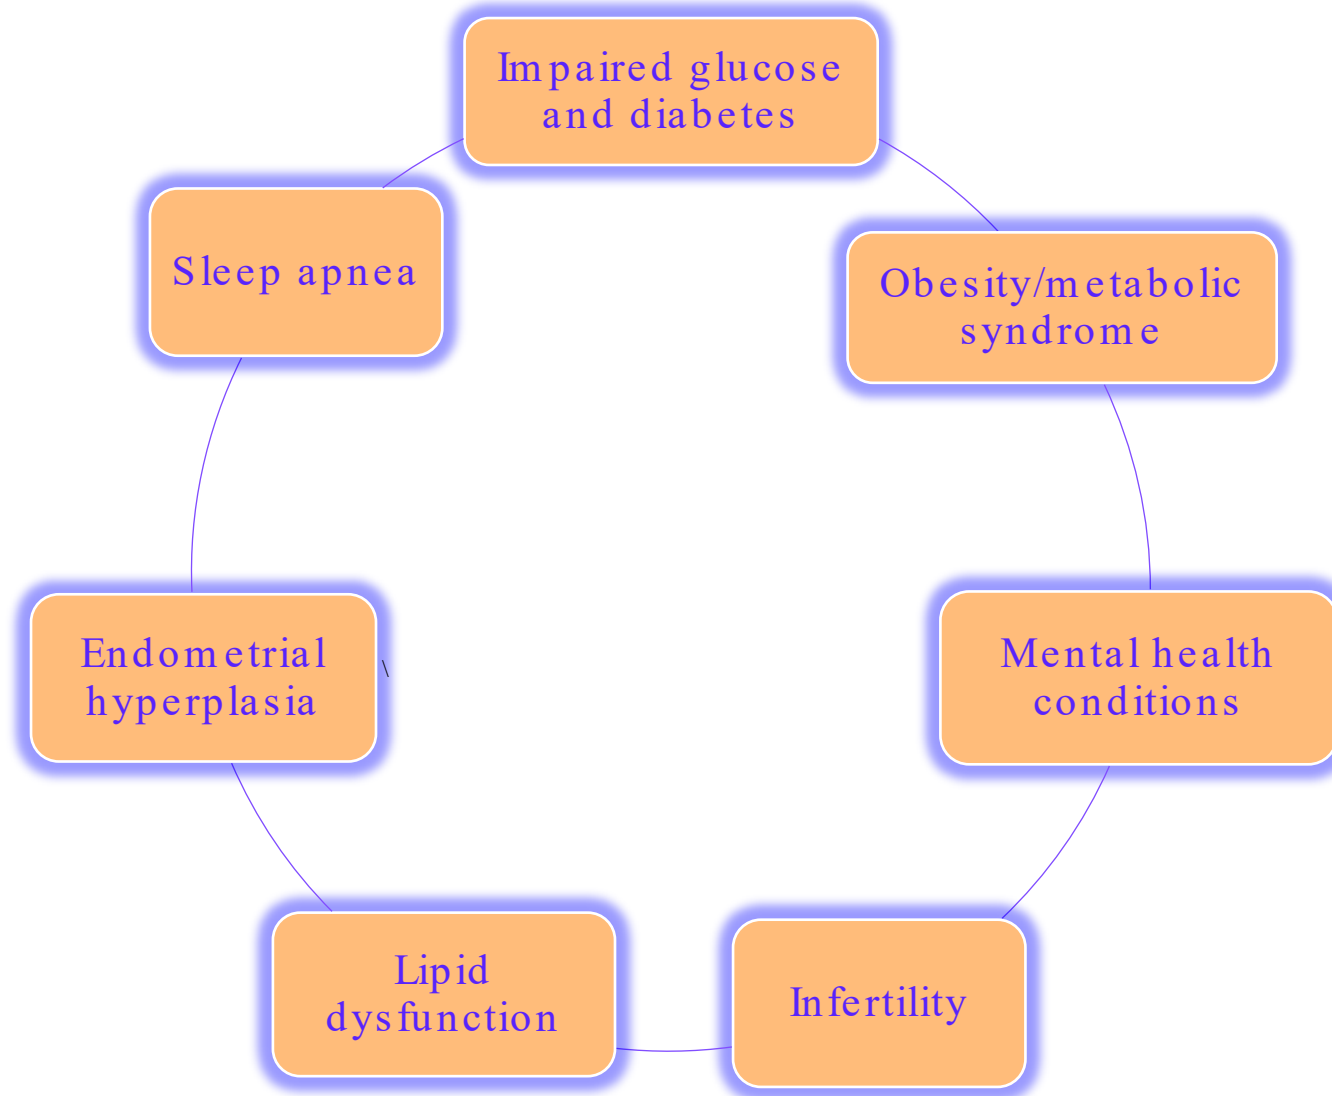 Impaired glucose
and diabetes
Obesity/metabolic
syndrome
Mental health
conditions
Infertility
Lipid
dysfunction
Endometrial
hyperplasia
\
Sleep apnea